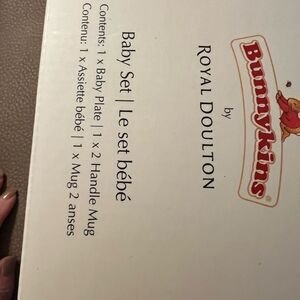 Bunnykins®
by
ROYAL DOULTON
Baby Set | Le set bébé
Contents: 1 x Baby Plate | 1 x 2 Handle Mug
Contenu: 1 x Assiette bébé | 1 x Mug 2 anses